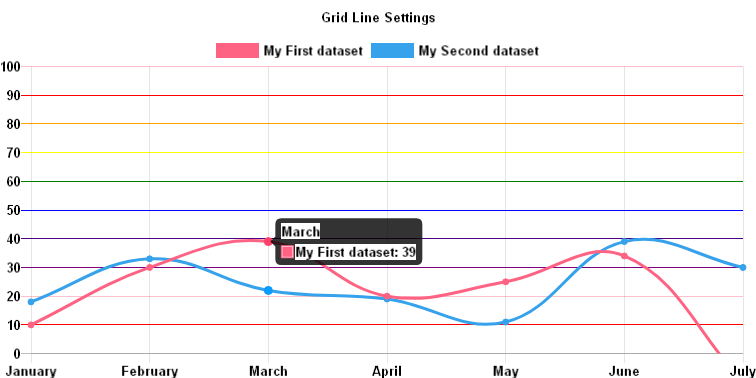 Grid Line Settings
My First dataset My Second dataset
100
90
80
70
60
50
40
March
My First dataset: 39
30
20
10
0
January February March April May June July